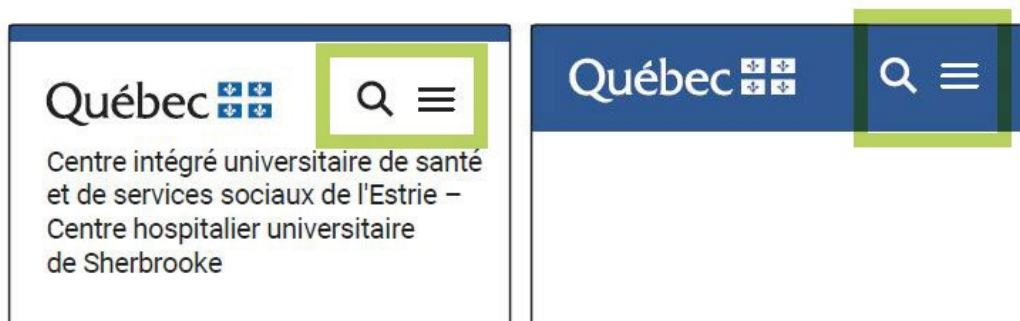 Québec
Centre intégré universitaire de santé
et de services sociaux de l'Estrie –
Centre hospitalier universitaire
de Sherbrooke
Québec